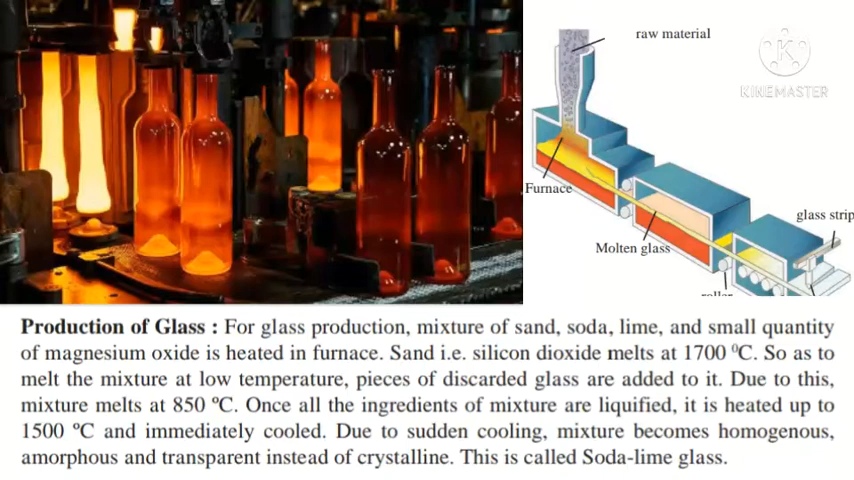 raw material
KINEMASTER
Furnace
glass strip
Molten glass
Production of Glass : For glass production, mixture of sand, soda, lime, and small quantity
of magnesium oxide is heated in furnace. Sand i.e. silicon dioxide melts at 1700 ⁰C. So as to
melt the mixture at low temperature, pieces of discarded glass are added to it. Due to this,
mixture melts at 850 ºC. Once all the ingredients of mixture are liquified, it is heated up to
1500 ºC and immediately cooled. Due to sudden cooling, mixture becomes homogenous,
amorphous and transparent instead of crystalline. This is called Soda-lime glass.